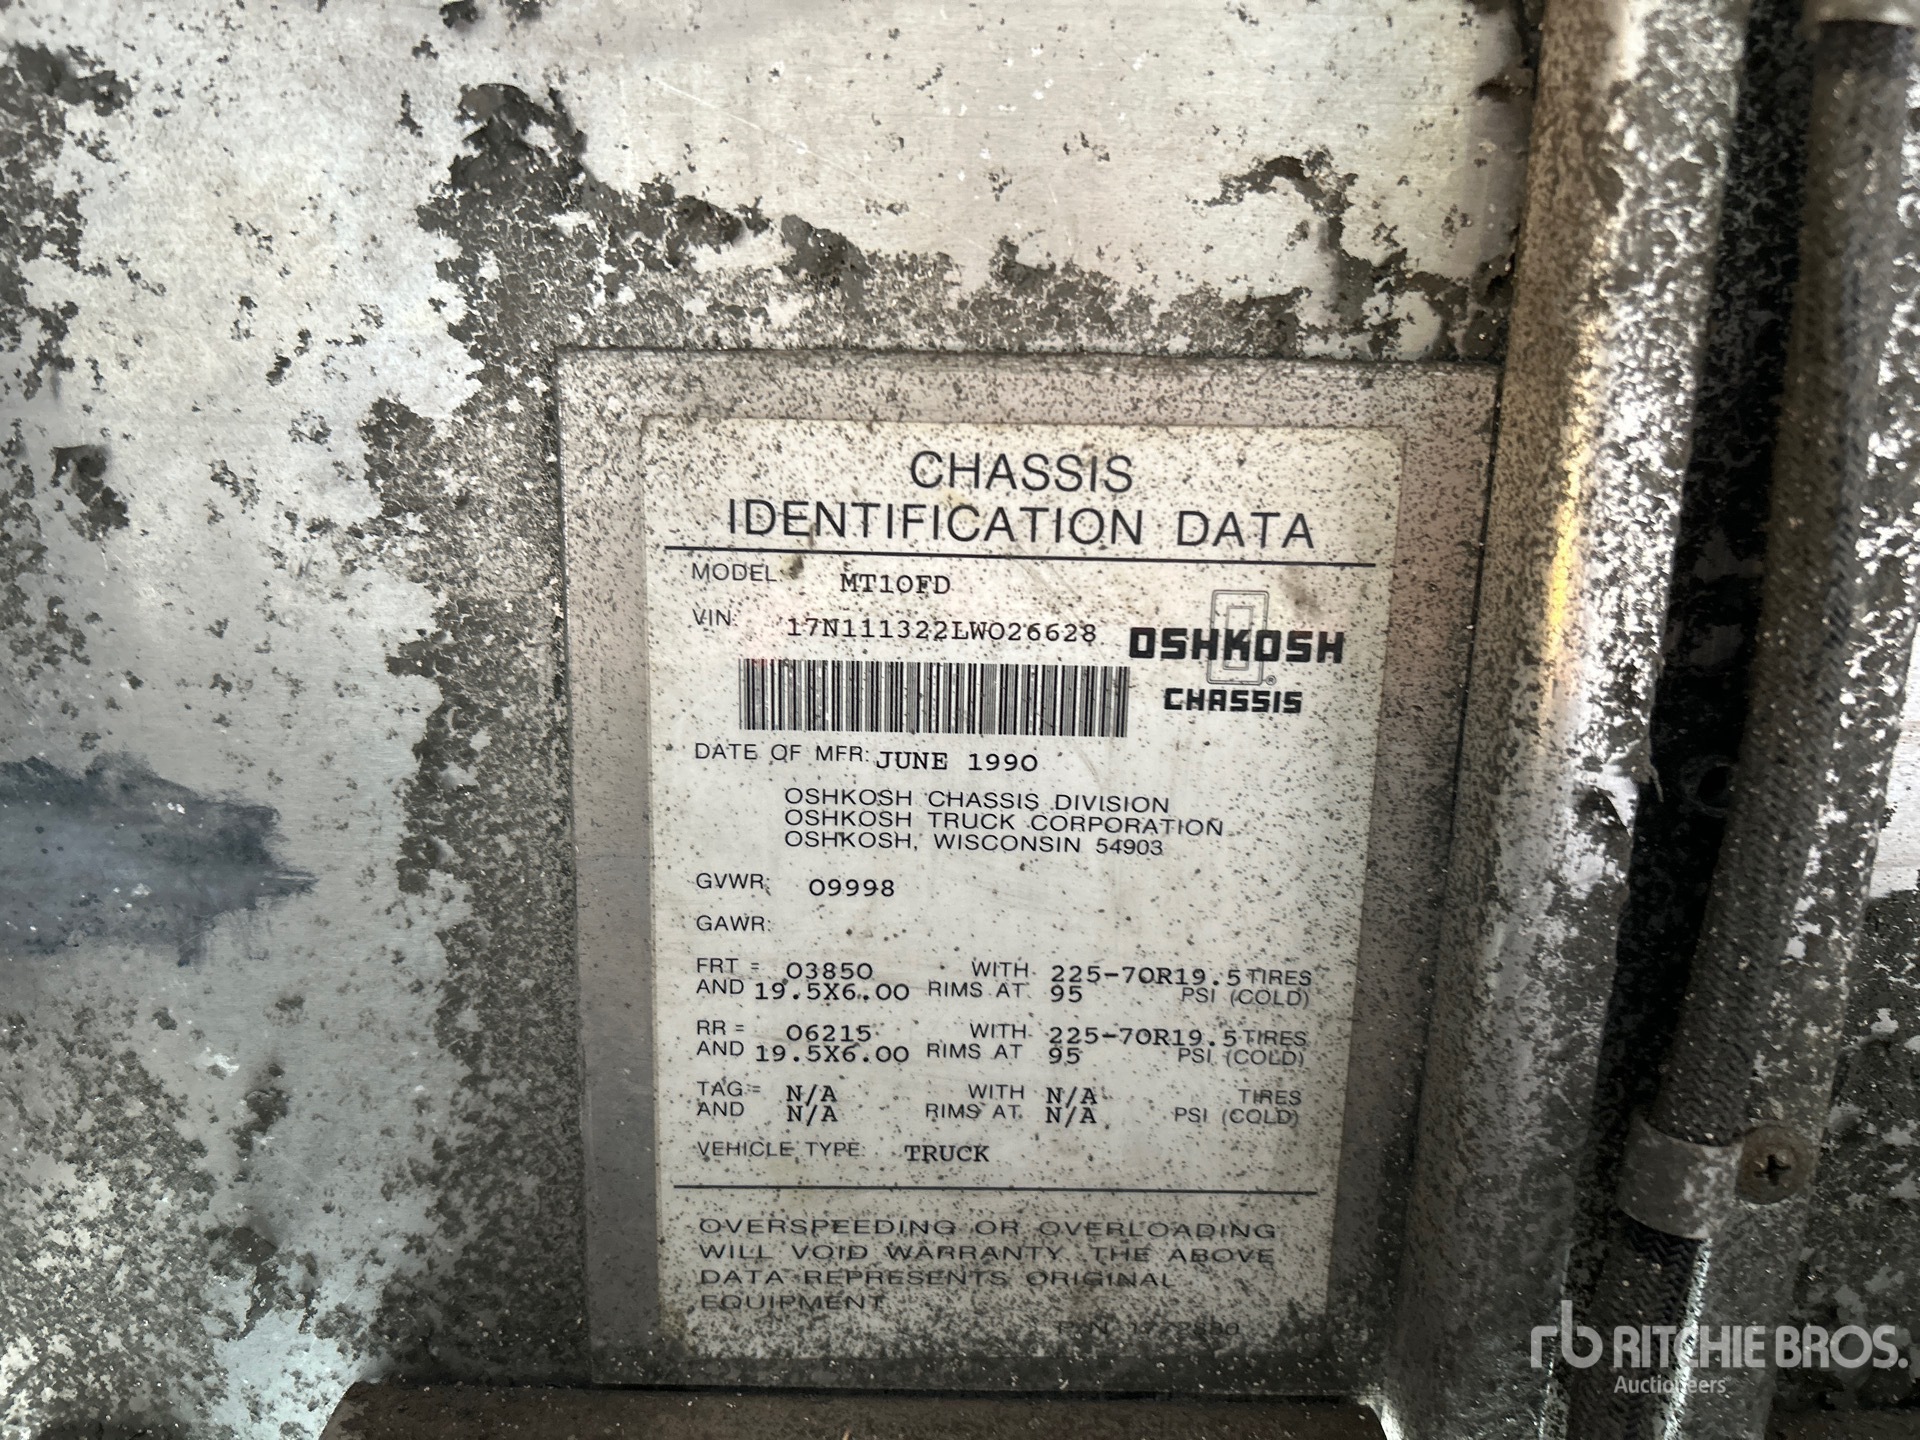 CHASSIS
IDENTIFICATION DATA
MODEL MT10FD
VIN: 17N111322LW026628
OSHKOSH
CHASSIS
DATE OF MFR: JUNE 1990
OSHKOSH CHASSIS DIVISION
OSHKOSH TRUCK CORPORATION
OSHKOSH, WISCONSIN 54903
GVWR: 09998
GAWR:
FRT = 03850 WITH 225-70R19.5 TIRES
AND 19.5X6.00 RIMS AT 95 PSI (COLD)
RR = 06215 WITH 225-70R19.5 TIRES
AND 19.5X6.00 RIMS AT 95 PSI (COLD)
TAG = N/A WITH N/A TIRES
AND N/A RIMS AT N/A PSI (COLD)
VEHICLE TYPE: TRUCK
OVERSPEEDING OR OVERLOADING
WILL VOID WARRANTY. THE ABOVE
DATA REPRESENTS ORIGINAL
EQUIPMENT
rb RITCHIE BROS.
Auctioneers